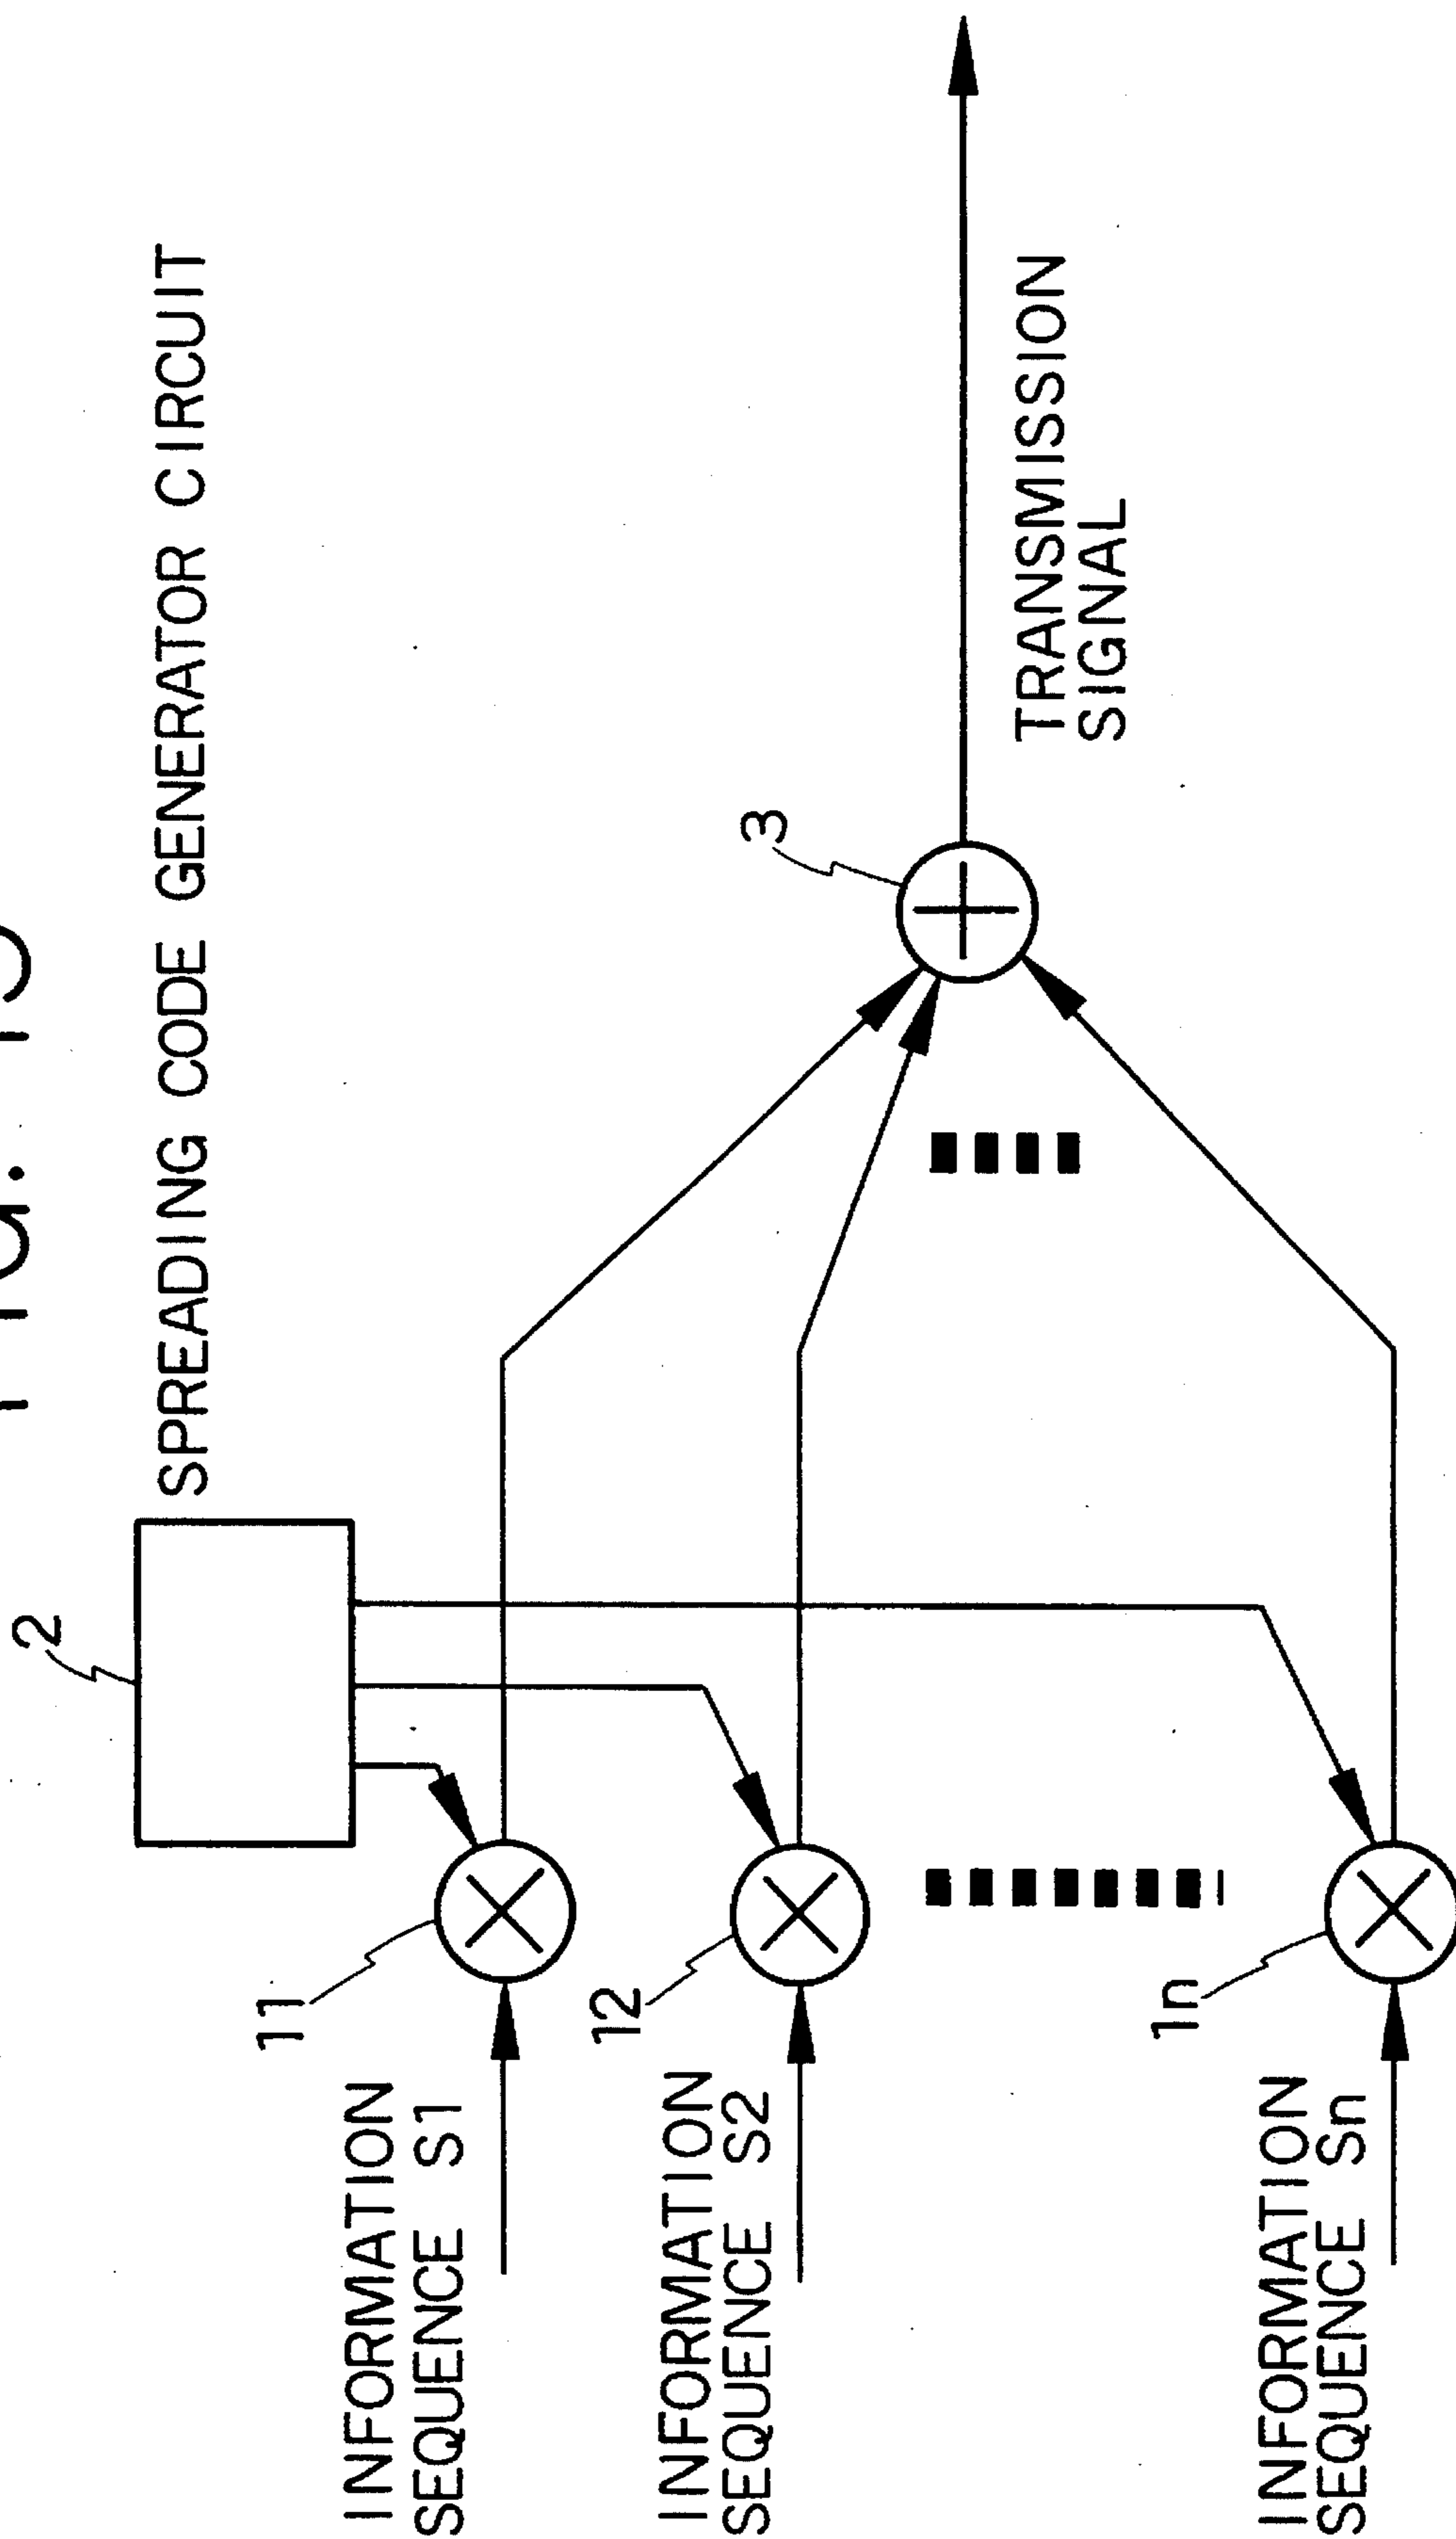 2
SPREADING CODE GENERATOR CIRCUIT
11
INFORMATION
SEQUENCE S1
12
INFORMATION
SEQUENCE S2
3
TRANSMISSION
SIGNAL
1n
INFORMATION
SEQUENCE Sn